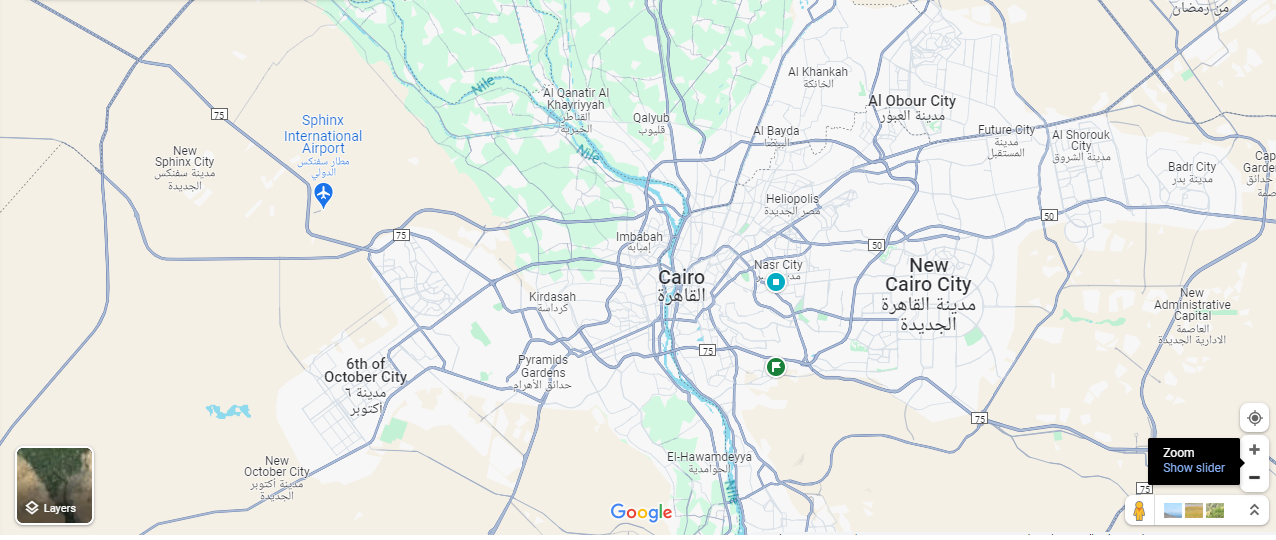 من رمضان
Al Khankah
الخانكة
Nile
Al Qanatir Al
Khayriyyah
القناطر
الخيرية
Al Obour City
مدينة العبور
75
Qalyub
قليوب
Sphinx
International
Airport
مطار سفنكس
الدولي
Al Bayda
البيضا
Future City
مدينة
المستقبل
Al Shorouk
City
مدينة الشروق
New
Sphinx City
مدينة سفنكس
الجديدة
Nile
Badr City
مدينة بدر
Cap
Garden
حدائق
Heliopolis
مصر الجديدة
50
75
Imbabah
إمبابة
50
Nasr City
Cairo
القاهرة
New
Cairo City
مدينة القاهرة
الجديدة
Kirdasah
كرداسة
New
Administrative
Capital
العاصمة
الادارية الجديدة
75
Pyramids
Gardens
حدائق الأهرام
6th of
October City
مدينة ٦
أكتوبر
75
El-Hawamdeyya
الحوامدية
New
October City
مدينة أكتوبر
الجديدة
Nile
Zoom
Show slider
75
Layers
Google